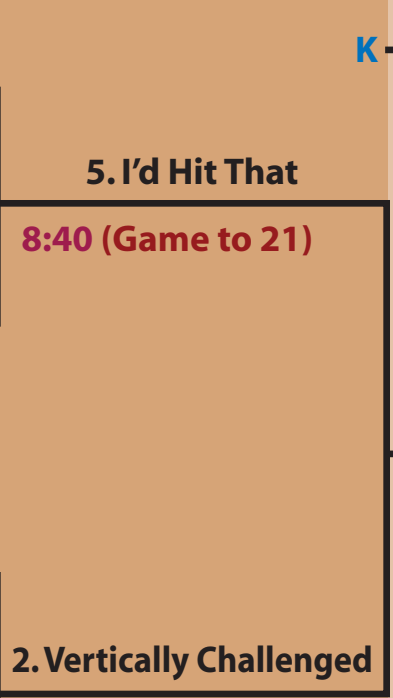 K
5. I'd Hit That
8:40 (Game to 21)
2. Vertically Challenged